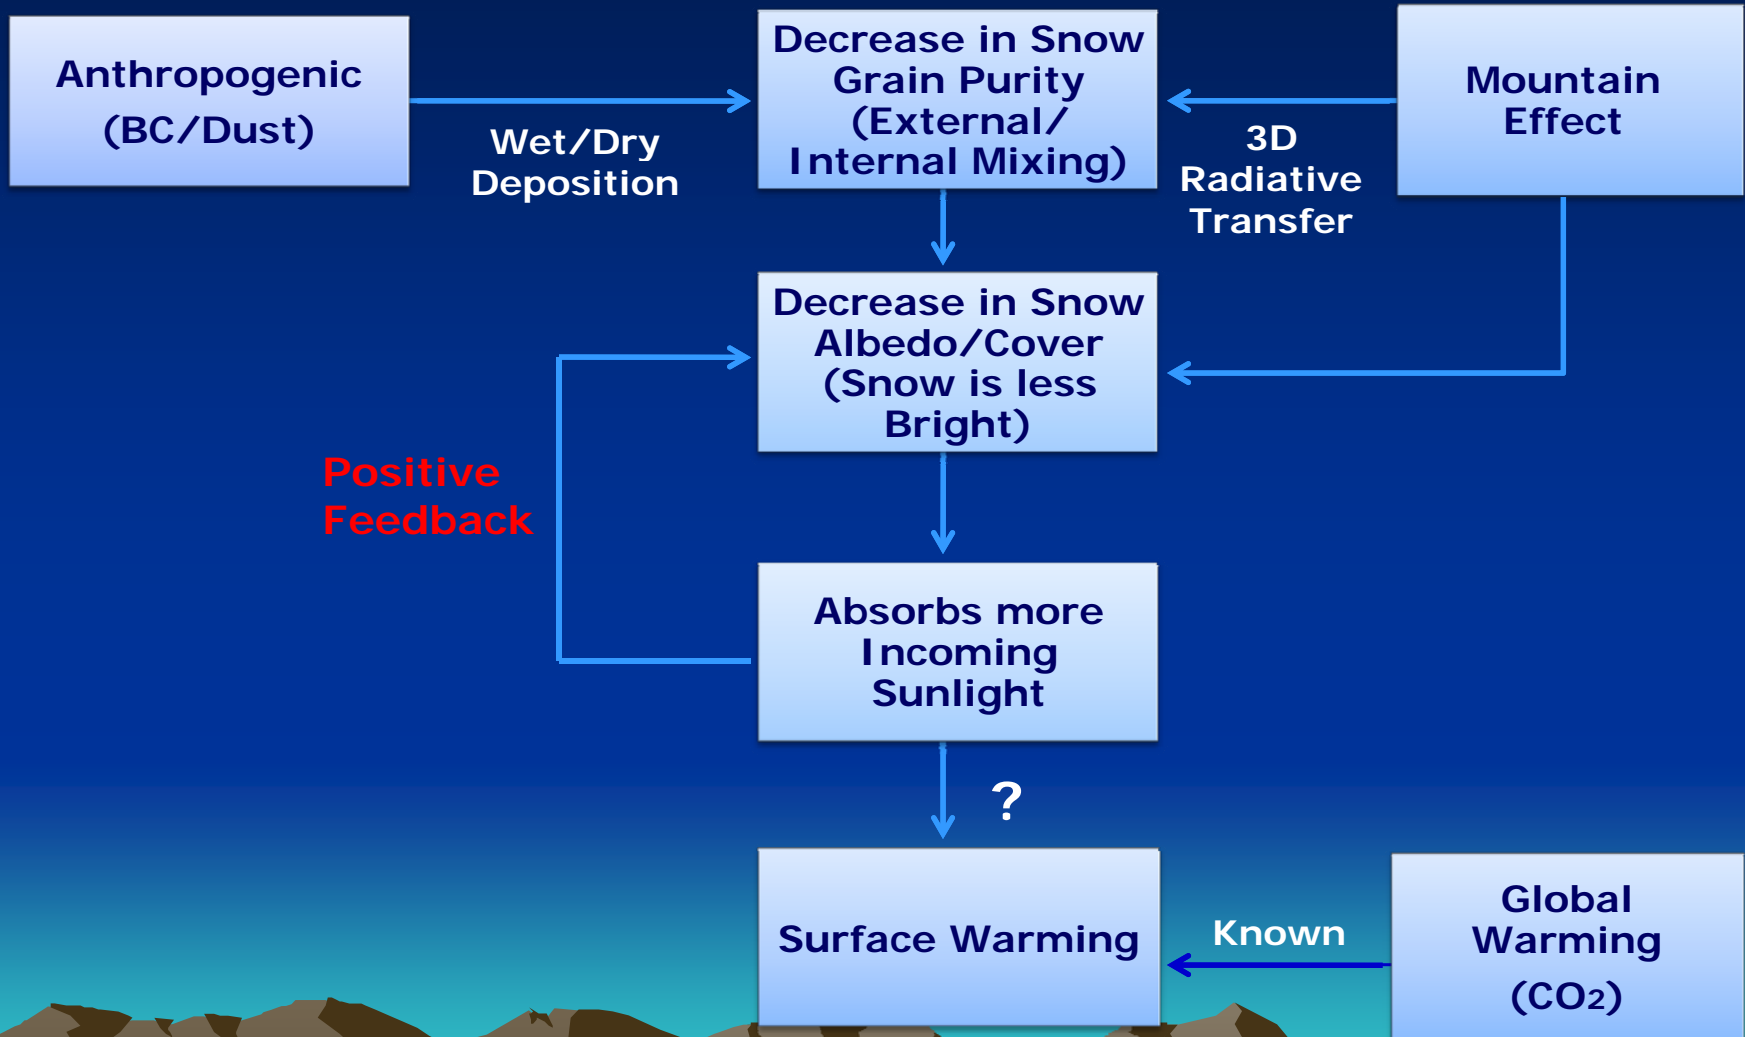 Anthropogenic
(BC/Dust)
Wet/Dry
Deposition
Decrease in Snow
Grain Purity
(External/
Internal Mixing)
3D
Radiative
Transfer
Mountain
Effect
Decrease in Snow
Albedo/Cover
(Snow is less
Bright)
Positive
Feedback
Absorbs more
Incoming
Sunlight
?
Surface Warming
Known
Global
Warming
(CO2)